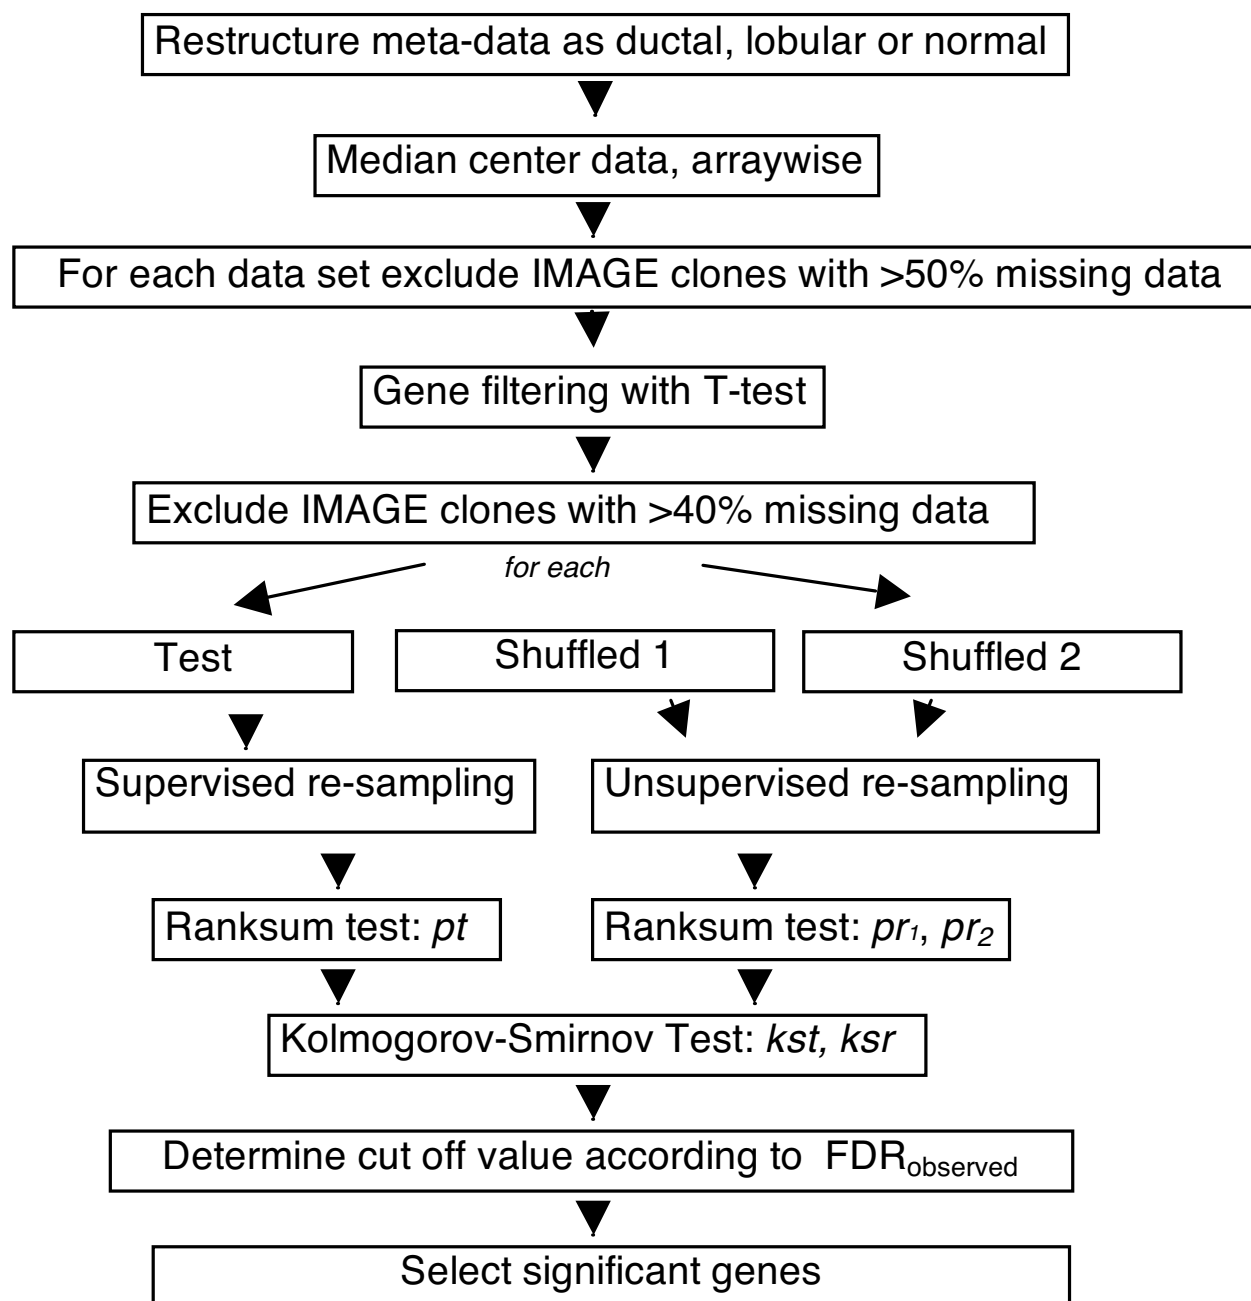 Restructure meta-data as ductal, lobular or normal
Median center data, arraywise
For each data set exclude IMAGE clones with >50% missing data
Gene filtering with T-test
Exclude IMAGE clones with >40% missing data
for each
Test
Shuffled 1
Shuffled 2
Supervised re-sampling
Unsupervised re-sampling
Ranksum test: pt
Ranksum test: pr1, pr2
Kolmogorov-Smirnov Test: kst, ksr
Determine cut off value according to FDRobserved
Select significant genes